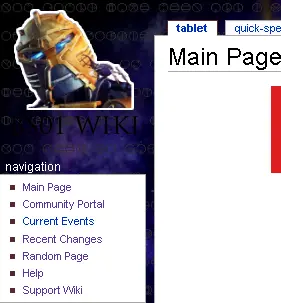 tablet
quick-spe
Main Page
WIKI
navigation
Main Page
Community Portal
Current Events
Recent Changes
Random Page
Help
Support Wiki